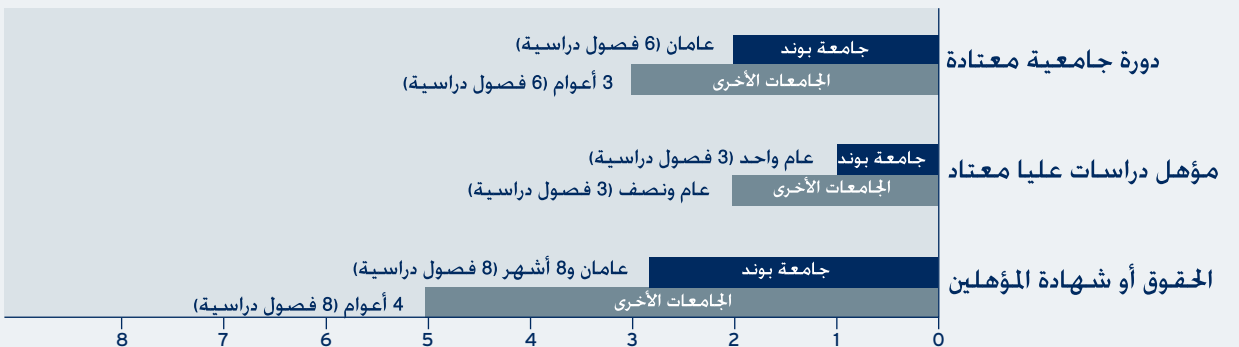 دورة جامعية معتادة
جامعة بوند
عامان (6 فصول دراسية)
الجامعات الأخرى
3 أعوام (6 فصول دراسية)
مؤهل دراسات عليا معتاد
جامعة بوند
عام واحد (3 فصول دراسية)
الجامعات الأخرى
عام ونصف (3 فصول دراسية)
الحقوق أو شهادة المؤهلين
جامعة بوند
عامان و8 أشهر (8 فصول دراسية)
الجامعات الأخرى
4 أعوام (8 فصول دراسية)
0 1 2 3 4 5 6 7 8